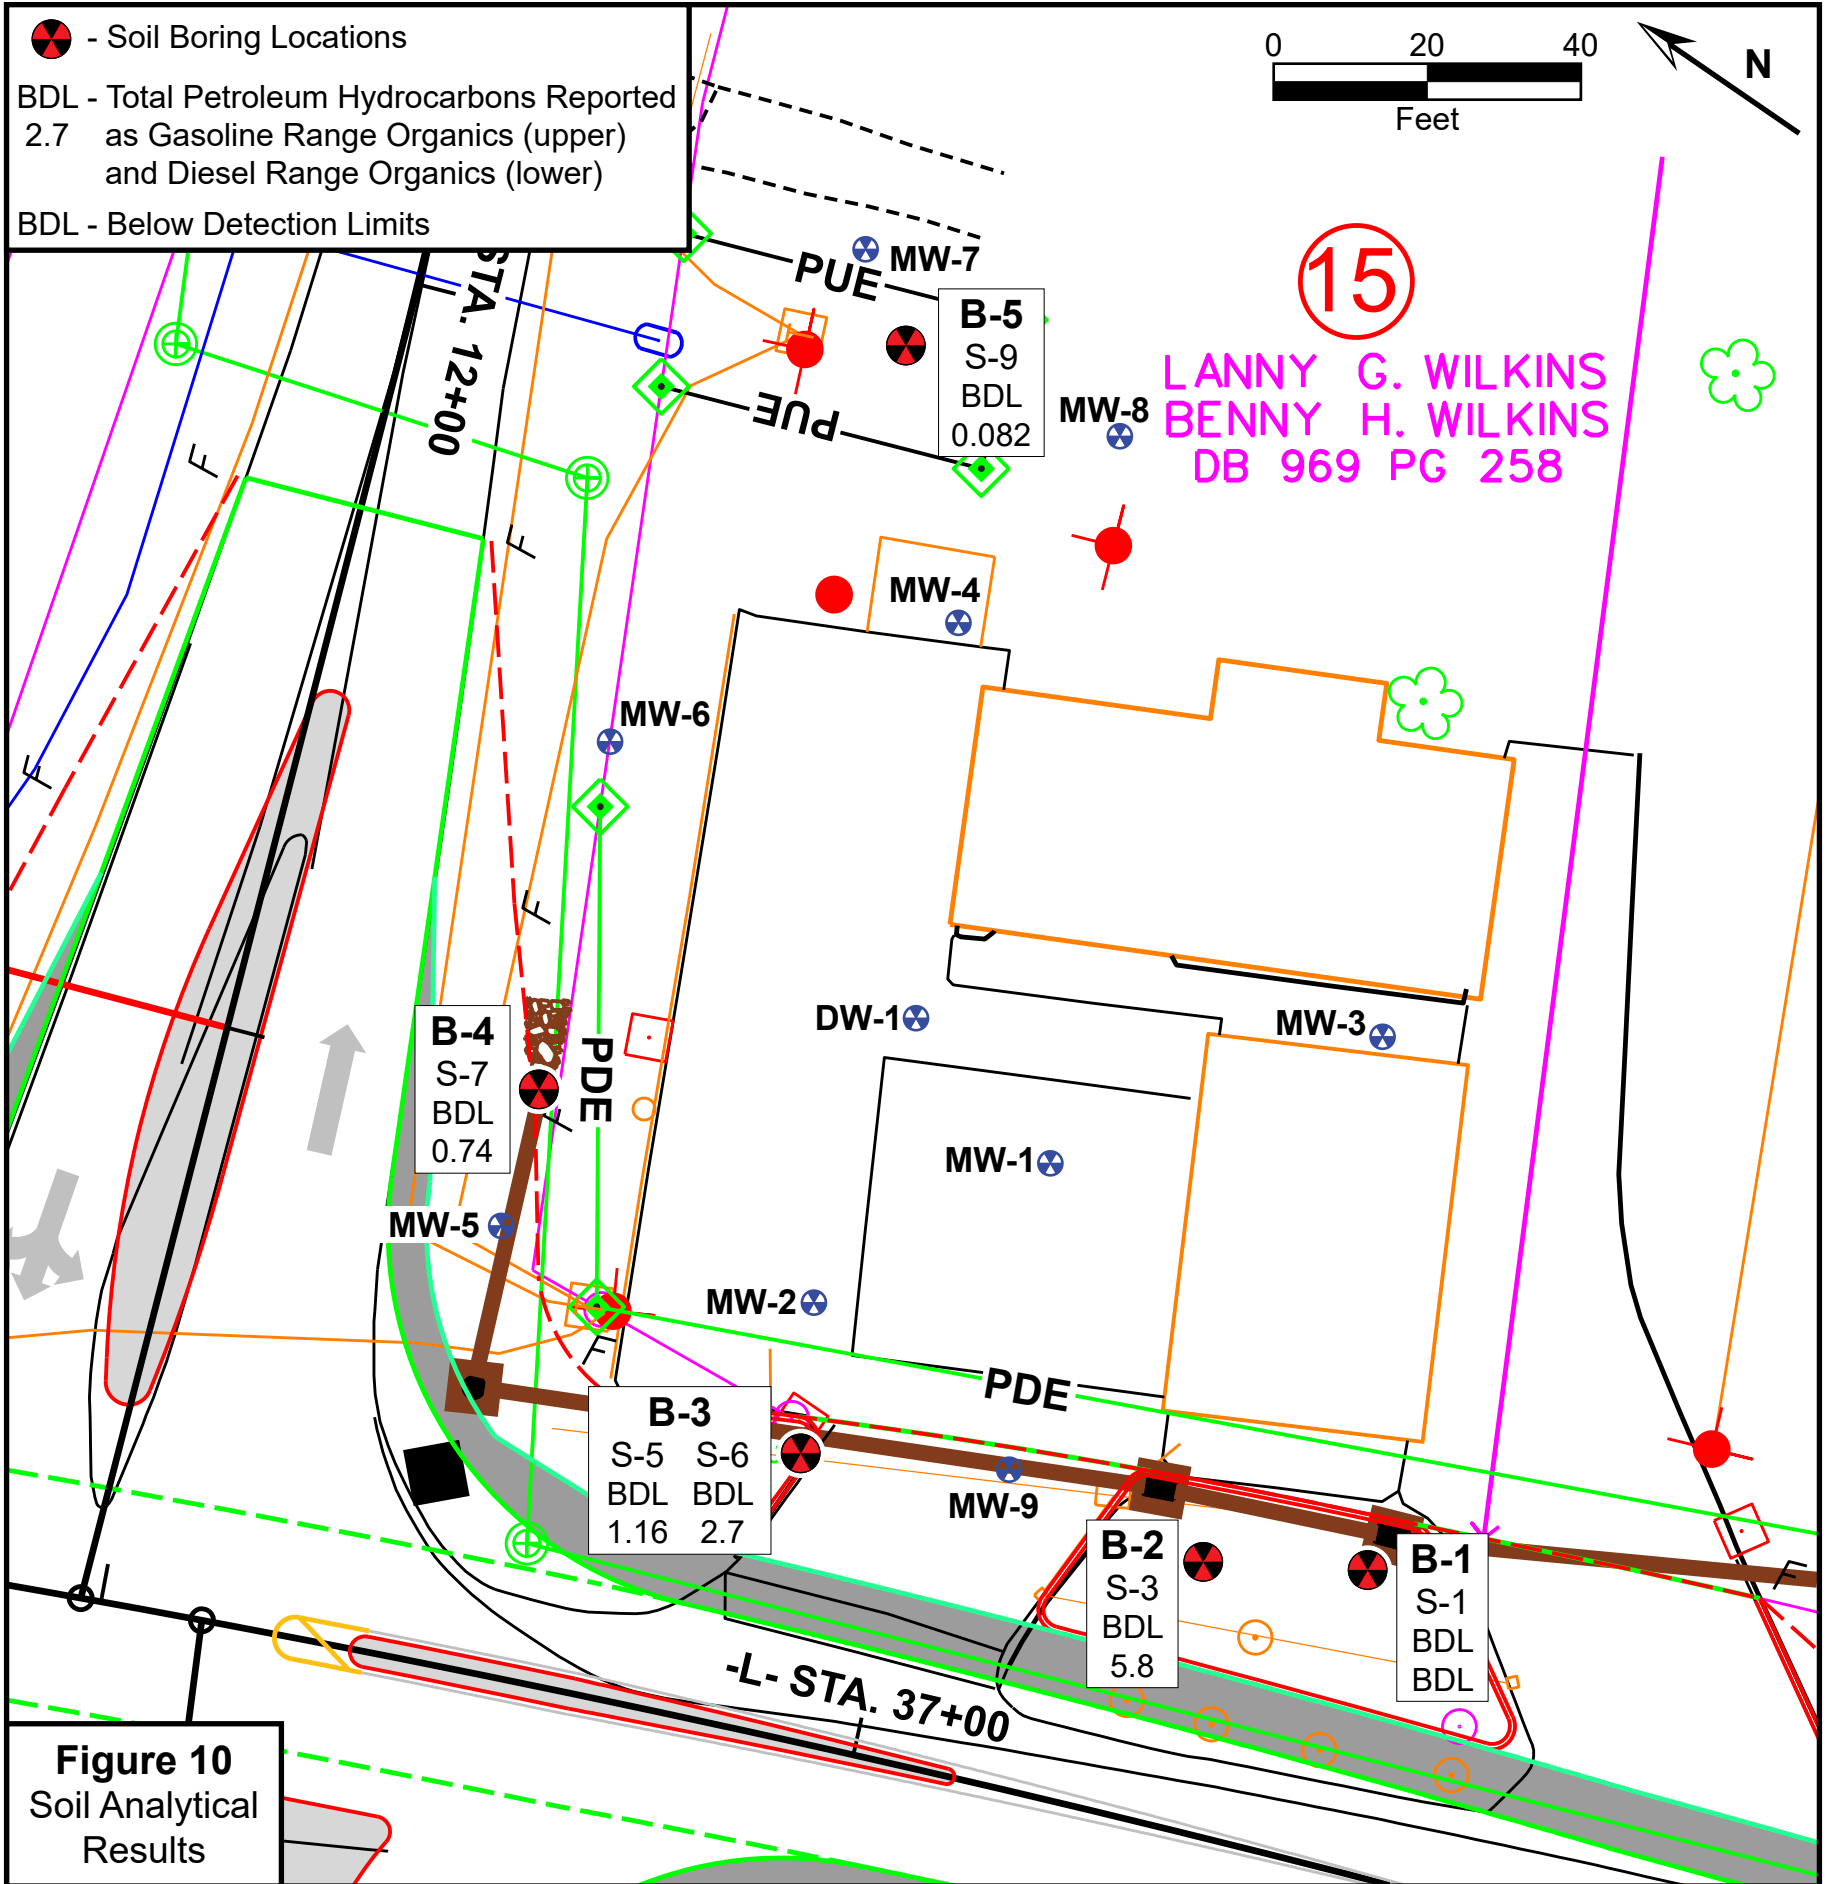 - Soil Boring Locations
BDL - Total Petroleum Hydrocarbons Reported
2.7 as Gasoline Range Organics (upper)
and Diesel Range Organics (lower)
BDL - Below Detection Limits
0 20 40
Feet
N
STA. 12+00
MW-7
PUE
PUE
B-5
S-9
BDL
0.082
15
LANNY G. WILKINS
BENNY H. WILKINS
DB 969 PG 258
MW-8
F
F
F
F
F
F
F
MW-4
MW-6
DW-1
MW-3
B-4
S-7
BDL
0.74
PDE
MW-1
MW-5
MW-2
PDE
B-3
S-5 S-6
BDL BDL
1.16 2.7
MW-9
B-2
S-3
BDL
5.8
B-1
S-1
BDL
BDL
-L- STA. 37+00
Figure 10
Soil Analytical
Results